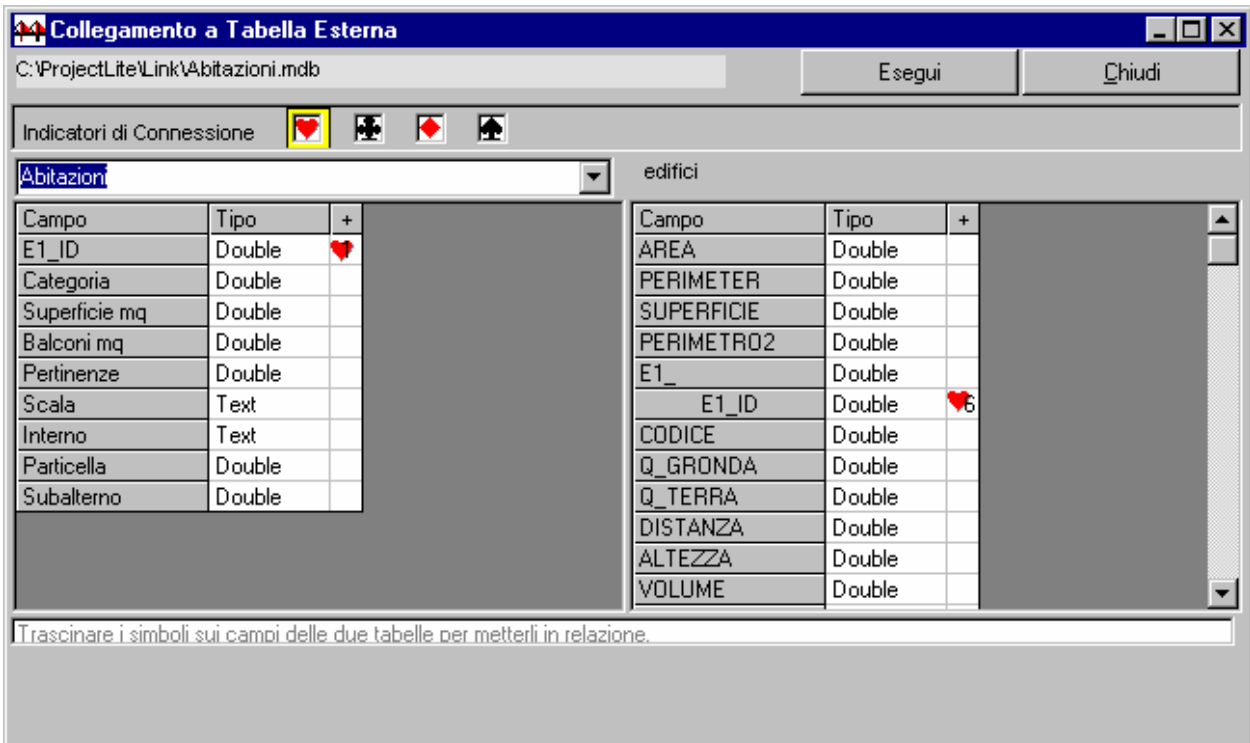 Collegamento a Tabella Esterna
C:\ProjectLite\Link\Abitazioni.mdb Esegui Chiudi
Indicatori di Connessione
Abitazioni edifici
Campo Tipo + Campo Tipo +
E1_ID Double 1 AREA Double
Categoria Double PERIMETER Double
Superficie mq Double SUPERFICIE Double
Balconi mq Double PERIMETRO2 Double
Pertinenze Double E1_ Double
Scala Text E1_ID Double 6
Interno Text CODICE Double
Particella Double Q_GRONDA Double
Subalterno Double Q_TERRA Double
DISTANZA Double
ALTEZZA Double
VOLUME Double
Trascinare i simboli sui campi delle due tabelle per metterli in relazione.